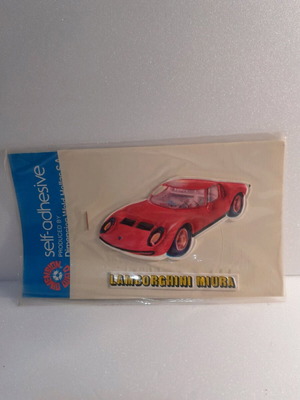 self-adhesive
PRODUCED BY
LAMBORGHINI MIURA